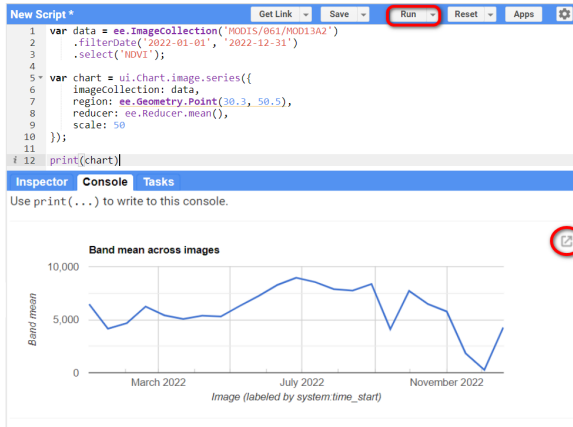 New Script * Get Link Save Run Reset Apps
1 var data = ee.ImageCollection('MODIS/061/MOD13A2')
2 .filterDate('2022-01-01', '2022-12-31')
3 .select('NDVI');
4
5 var chart = ui.Chart.image.series({
6 imageCollection: data,
7 region: ee.Geometry.Point(30.3, 50.5),
8 reducer: ee.Reducer.mean(),
9 scale: 50
10 });
11
i 12 print(chart)
Inspector Console Tasks
Use print(...) to write to this console.
Band mean across images
10,000
5,000
0
Band mean
March 2022 July 2022 November 2022
Image (labeled by system:time_start)